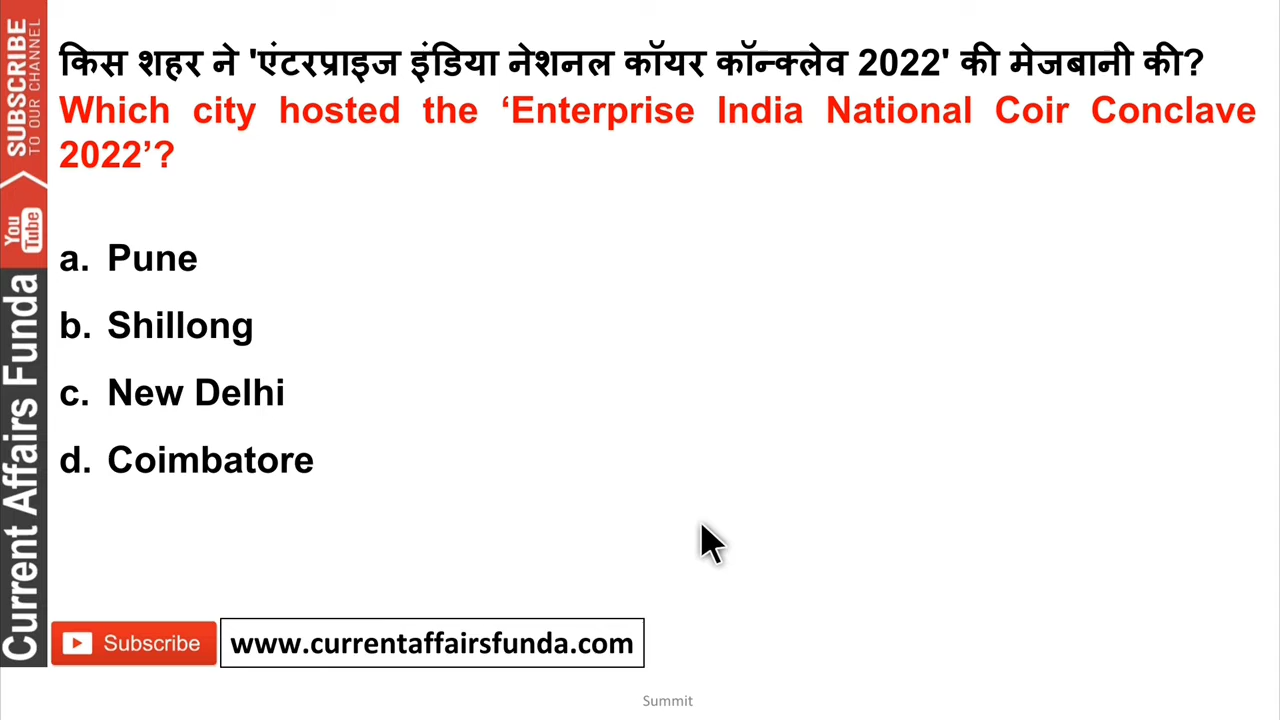 किस शहर ने 'एंटरप्राइज इंडिया नेशनल कॉयर कॉन्क्लेव 2022' की मेजबानी की?
Which city hosted the ‘Enterprise India National Coir Conclave
2022’?
a. Pune
b. Shillong
c. New Delhi
d. Coimbatore
SUBSCRIBE
TO OUR CHANNEL
You
Tube
Current Affairs Funda
Subscribe
www.currentaffairsfunda.com
Summit